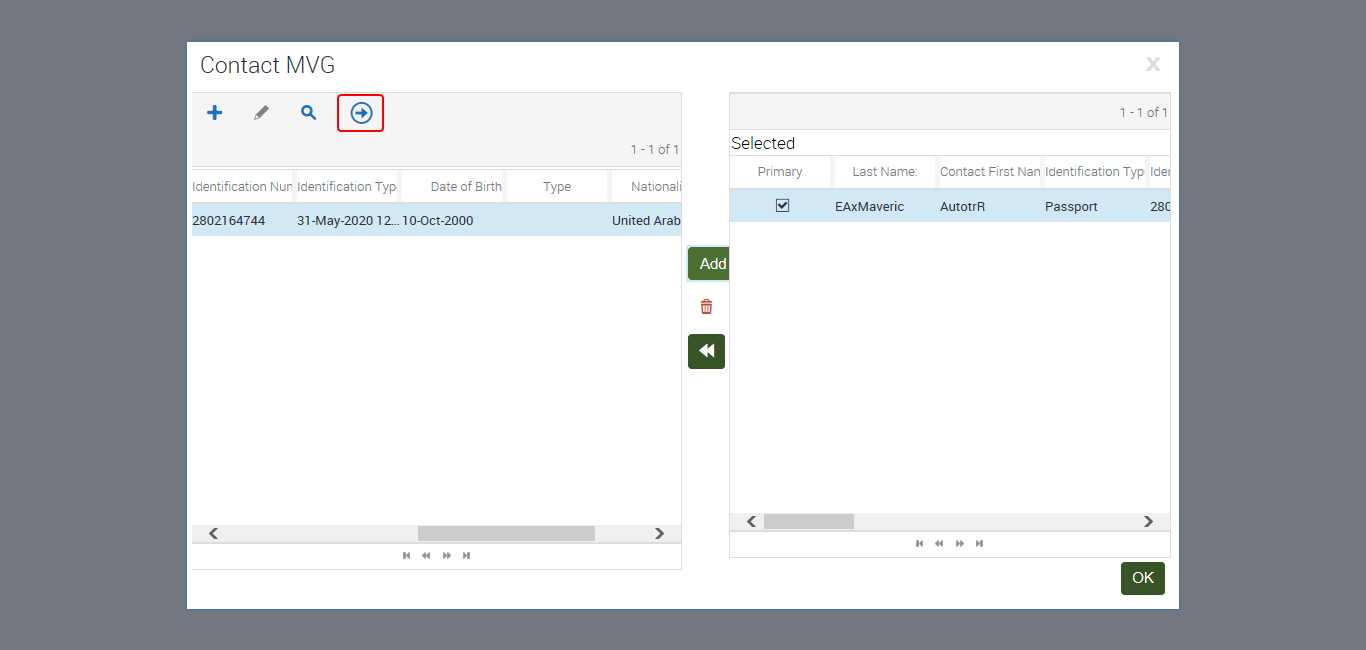 Contact MVG
X
1 - 1 of 1
Identification Nun Identification Typ Date of Birth Type Nationali
2802164744 31-May-2020 12... 10-Oct-2000 United Arab
Add
1 - 1 of 1
Selected
Primary Last Name: Contact First Nan Identification Typ Ider
EAxMaveric AutotrR Passport 280
OK